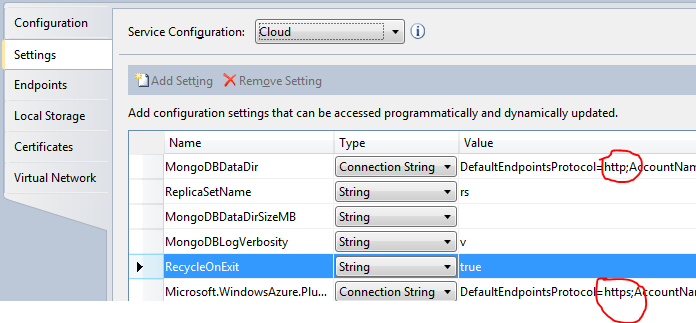 Configuration
Service Configuration: Cloud
Settings
Endpoints
Add Setting Remove Setting
Local Storage
Add configuration settings that can be accessed programmatically and dynamically updated.
Certificates
Name Type Value
Virtual Network
MongoDBDataDir Connection String DefaultEndpointsProtocol=http;AccountNam
ReplicaSetName String rs
MongoDBDataDirSizeMB String
MongoDBLogVerbosity String v
RecycleOnExit String true
Microsoft.WindowsAzure.Plu... Connection String DefaultEndpointsProtocol=https;AccountNa